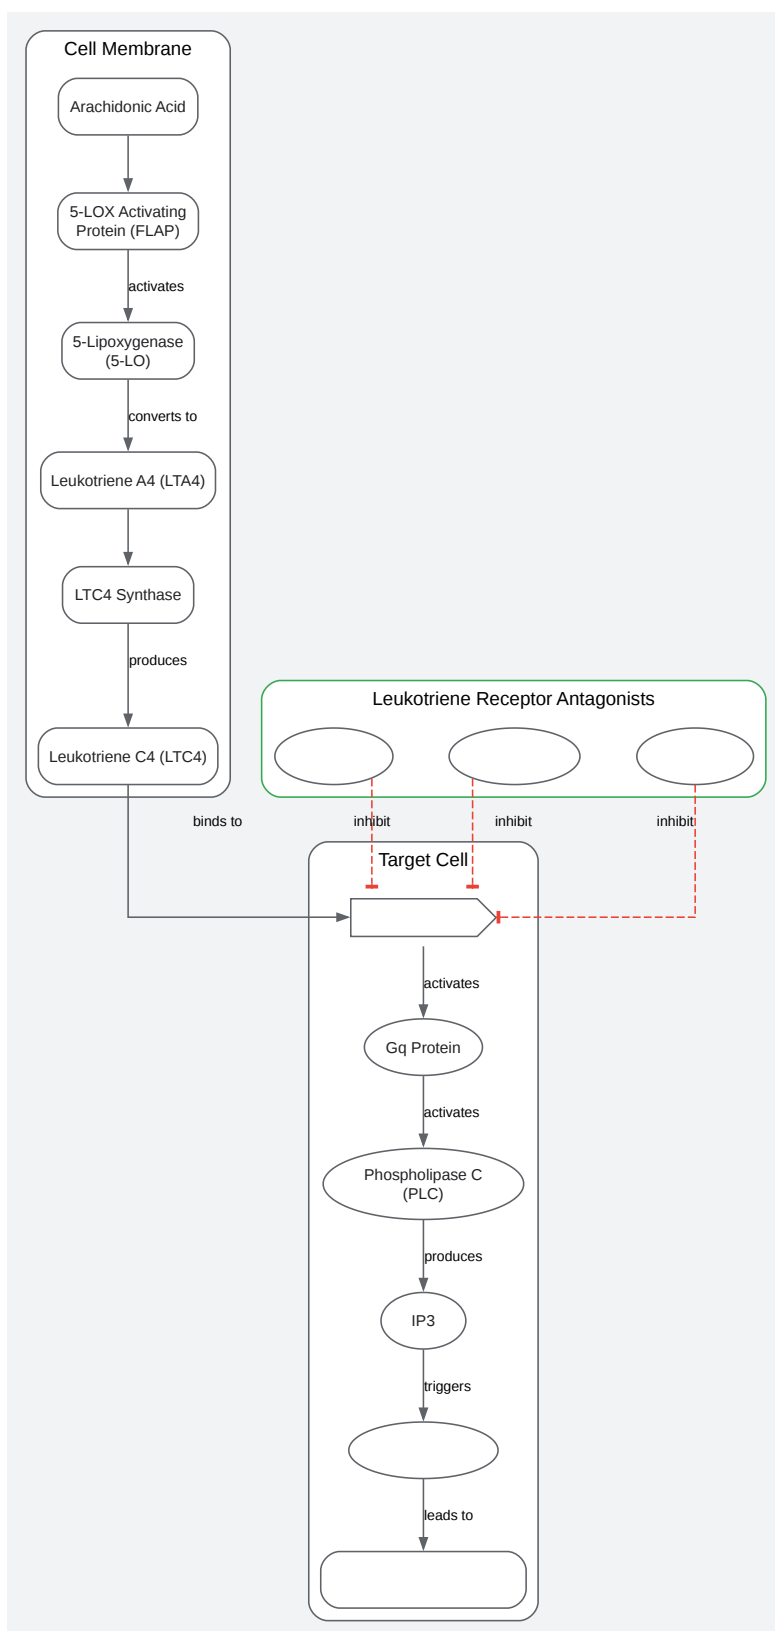 Cell Membrane
Arachidonic Acid
5-LOX Activating
Protein (FLAP)
activates
5-Lipoxygenase
(5-LO)
converts to
Leukotriene A4 (LTA4)
LTC4 Synthase
produces
Leukotriene C4 (LTC4)
Leukotriene Receptor Antagonists
binds to
inhibit
inhibit
inhibit
Target Cell
activates
Gq Protein
activates
Phospholipase C
(PLC)
produces
IP3
triggers
leads to